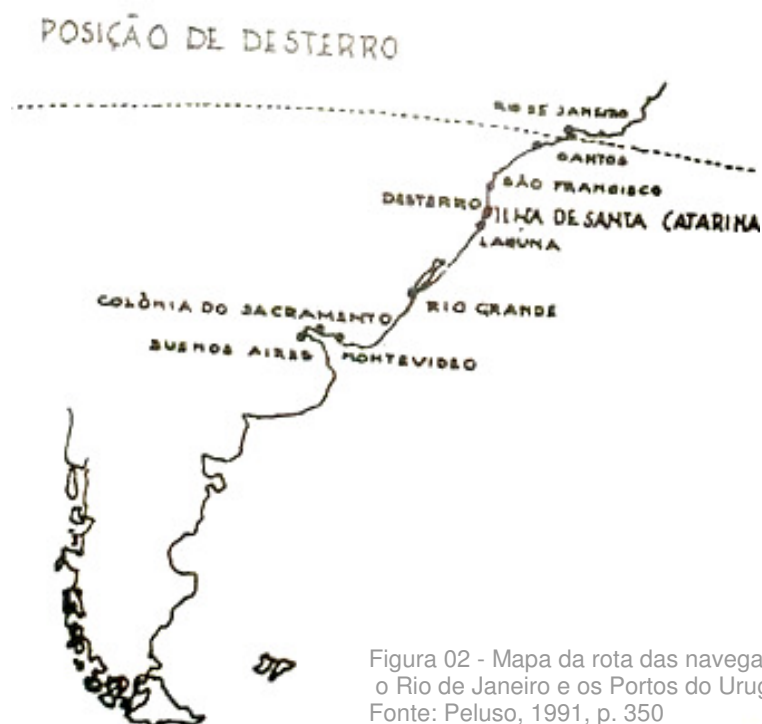 POSIÇÃO DE DESTERRO
RIO DE JANEIRO
SANTOS
SÃO FRANCISCO
DESTERRO
ILHA DE SANTA CATARINA
LAGUNA
RIO GRANDE
COLÔNIA DO SACRAMENTO
BUENOS AIRES
MONTEVIDEO
Figura 02 - Mapa da rota das navega
o Rio de Janeiro e os Portos do Urug
Fonte: Peluso, 1991, p. 350